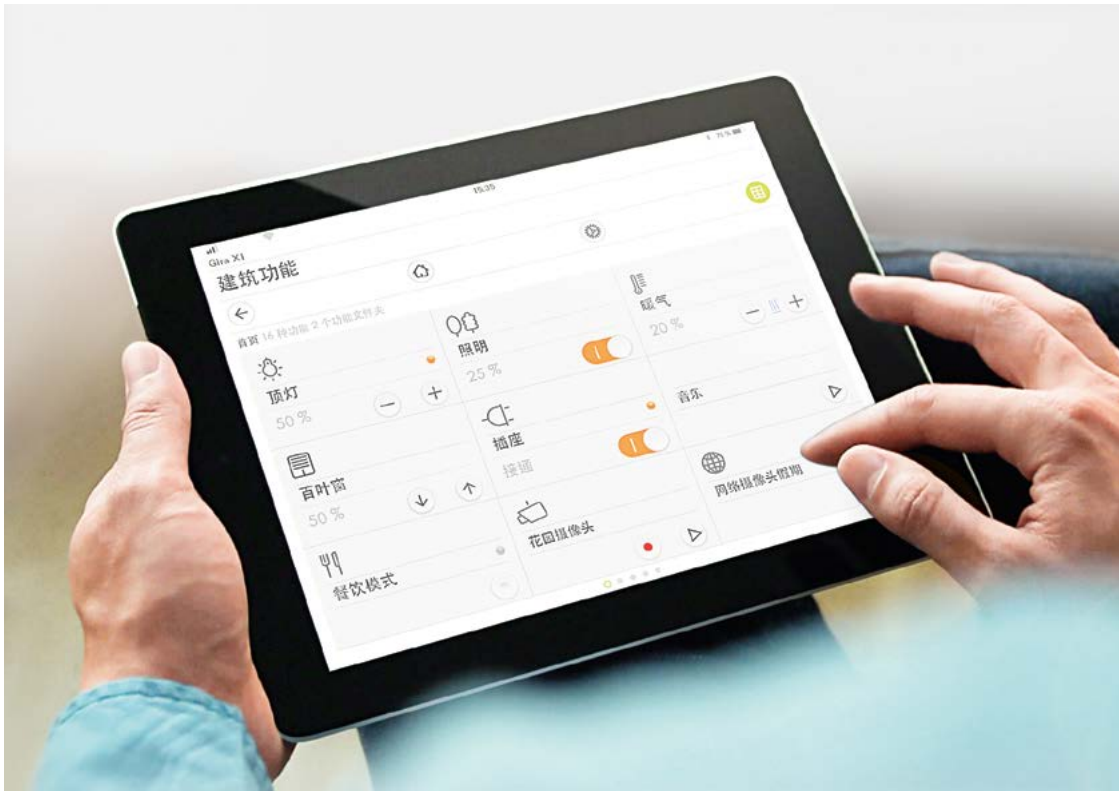 15:35
75 %
Gira X1
建筑功能
首页 16 种功能 2 个功能文件夹
顶灯
50 %
照明
25 %
暖气
20 %
百叶窗
50 %
插座
接通
音乐
餐饮模式
花园摄像头
网络摄像头假期